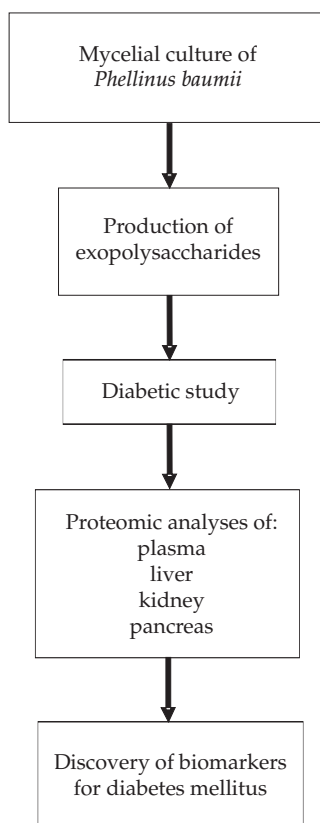 Mycelial culture of
Phellinus baumii
Production of
exopolysaccharides
Diabetic study
Proteomic analyses of:
plasma
liver
kidney
pancreas
Discovery of biomarkers
for diabetes mellitus